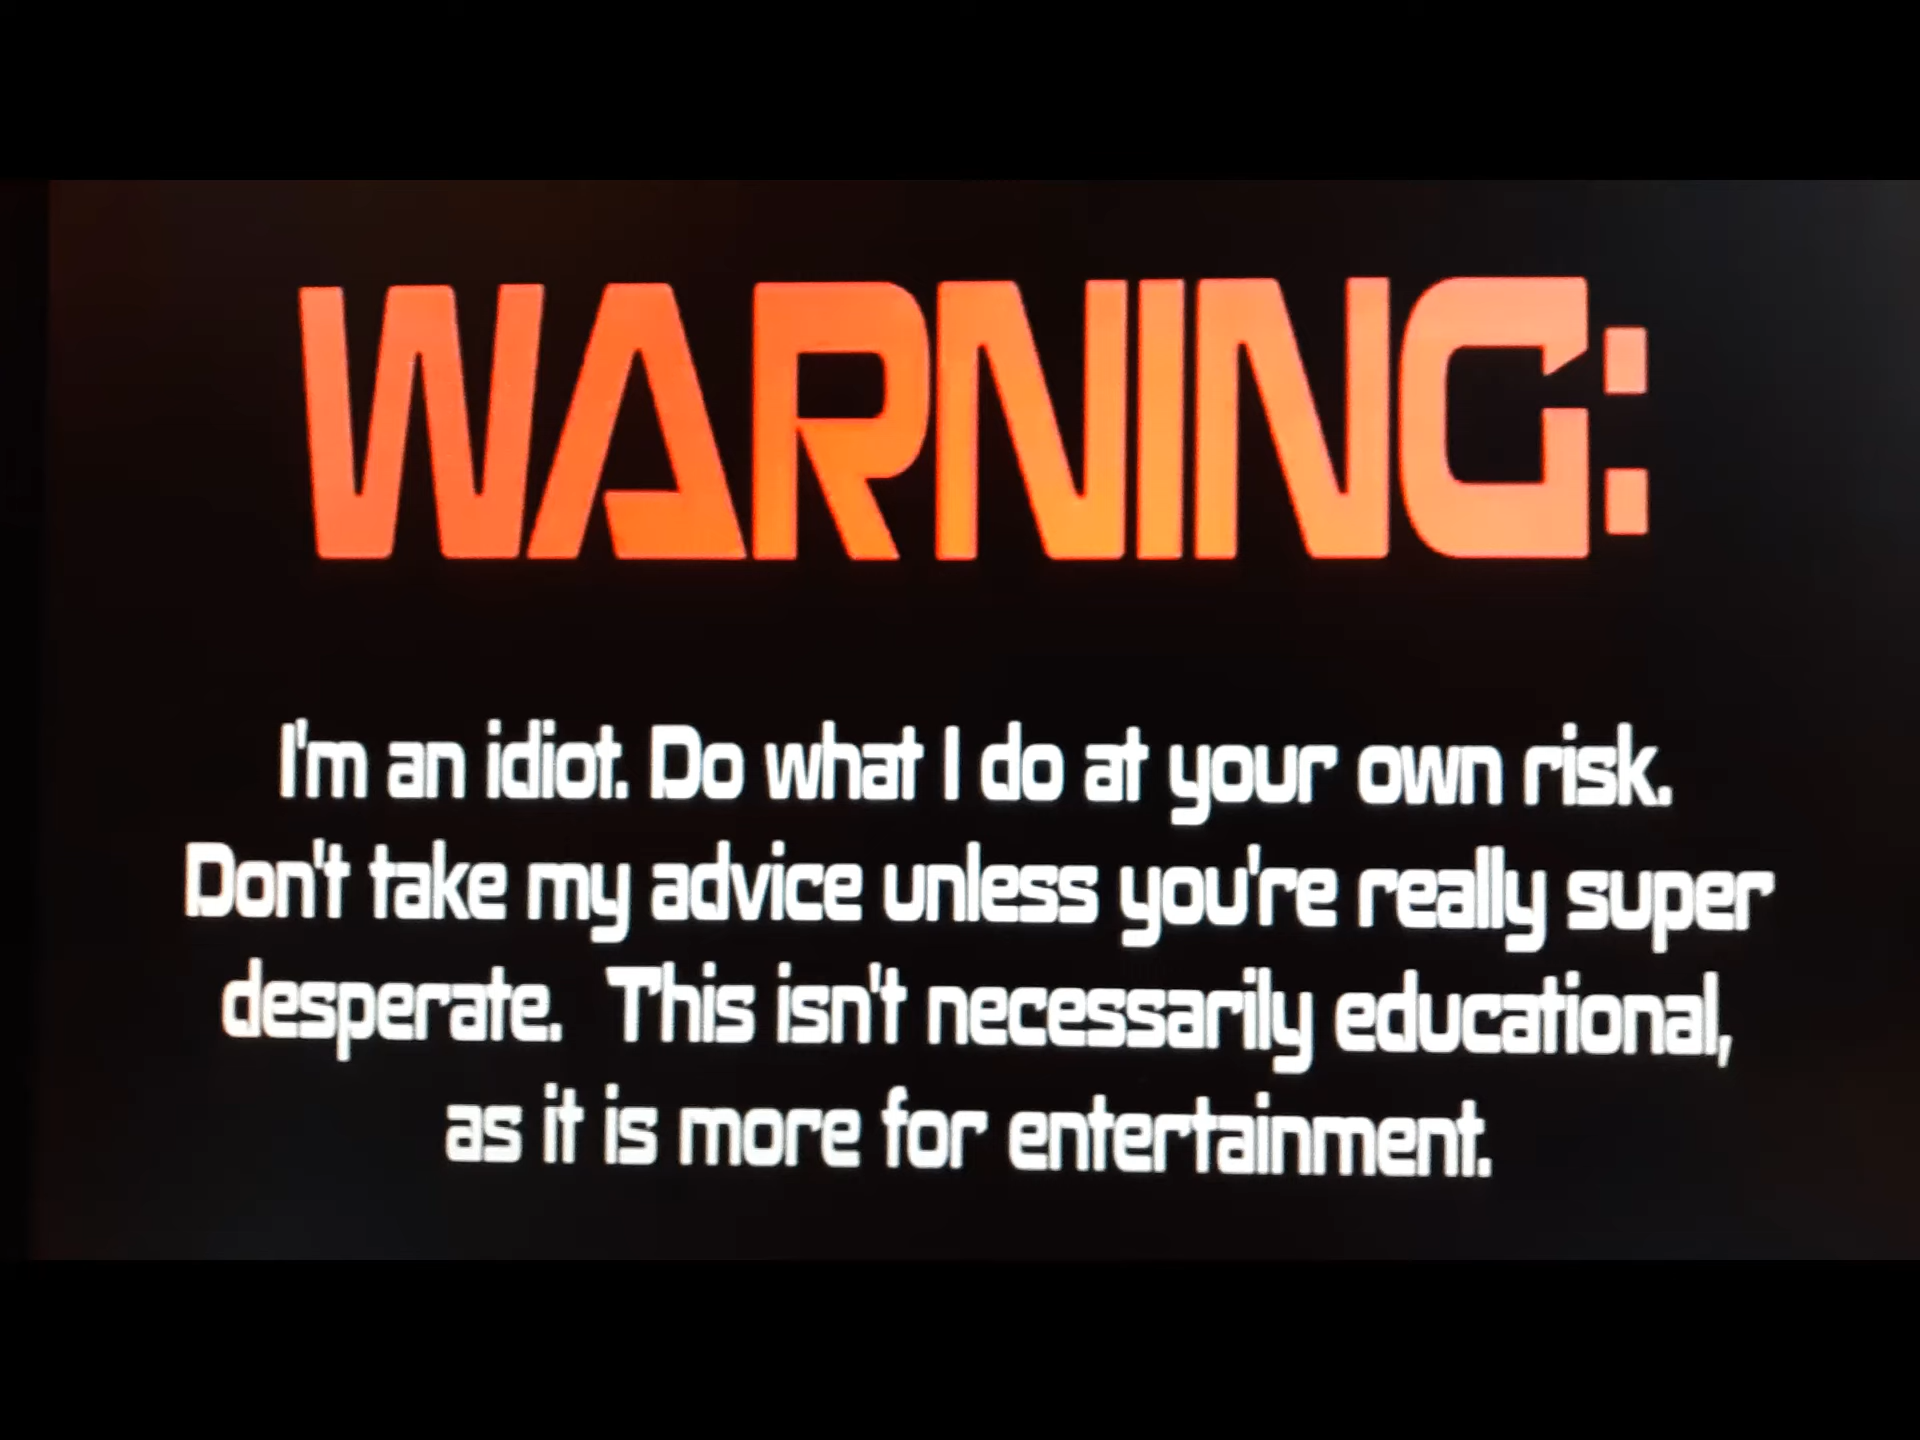 WARNING:
I'm an idiot. Do what I do at your own risk.
Don't take my advice unless you're really super
desperate.  This isn't necessarily educational,
as it is more for entertainment.